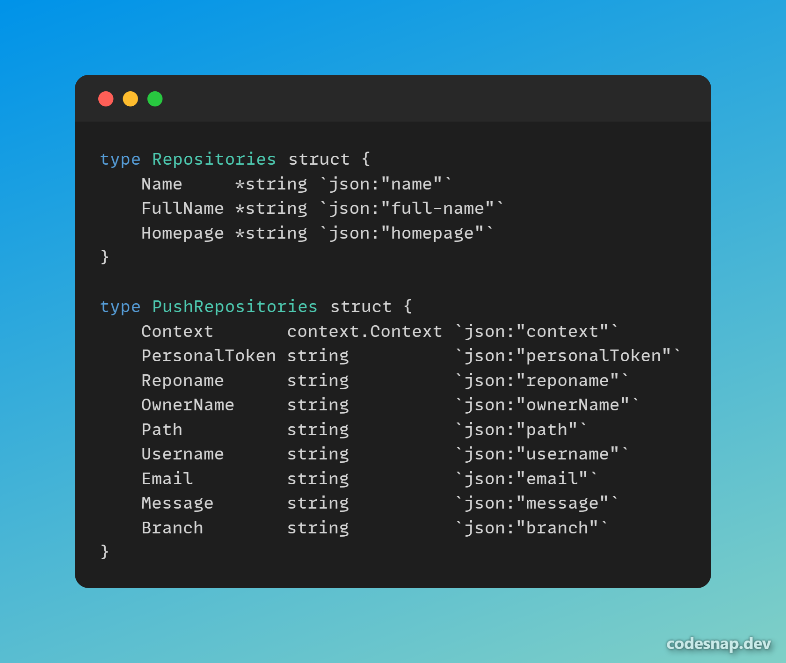 type Repositories struct {
    Name     *string `json:"name"`
    FullName *string `json:"full-name"`
    Homepage *string `json:"homepage"`
}

type PushRepositories struct {
    Context       context.Context `json:"context"`
    PersonalToken string          `json:"personalToken"`
    Reponame      string          `json:"reponame"`
    OwnerName     string          `json:"ownerName"`
    Path          string          `json:"path"`
    Username      string          `json:"username"`
    Email         string          `json:"email"`
    Message       string          `json:"message"`
    Branch        string          `json:"branch"`
}
codesnap.dev